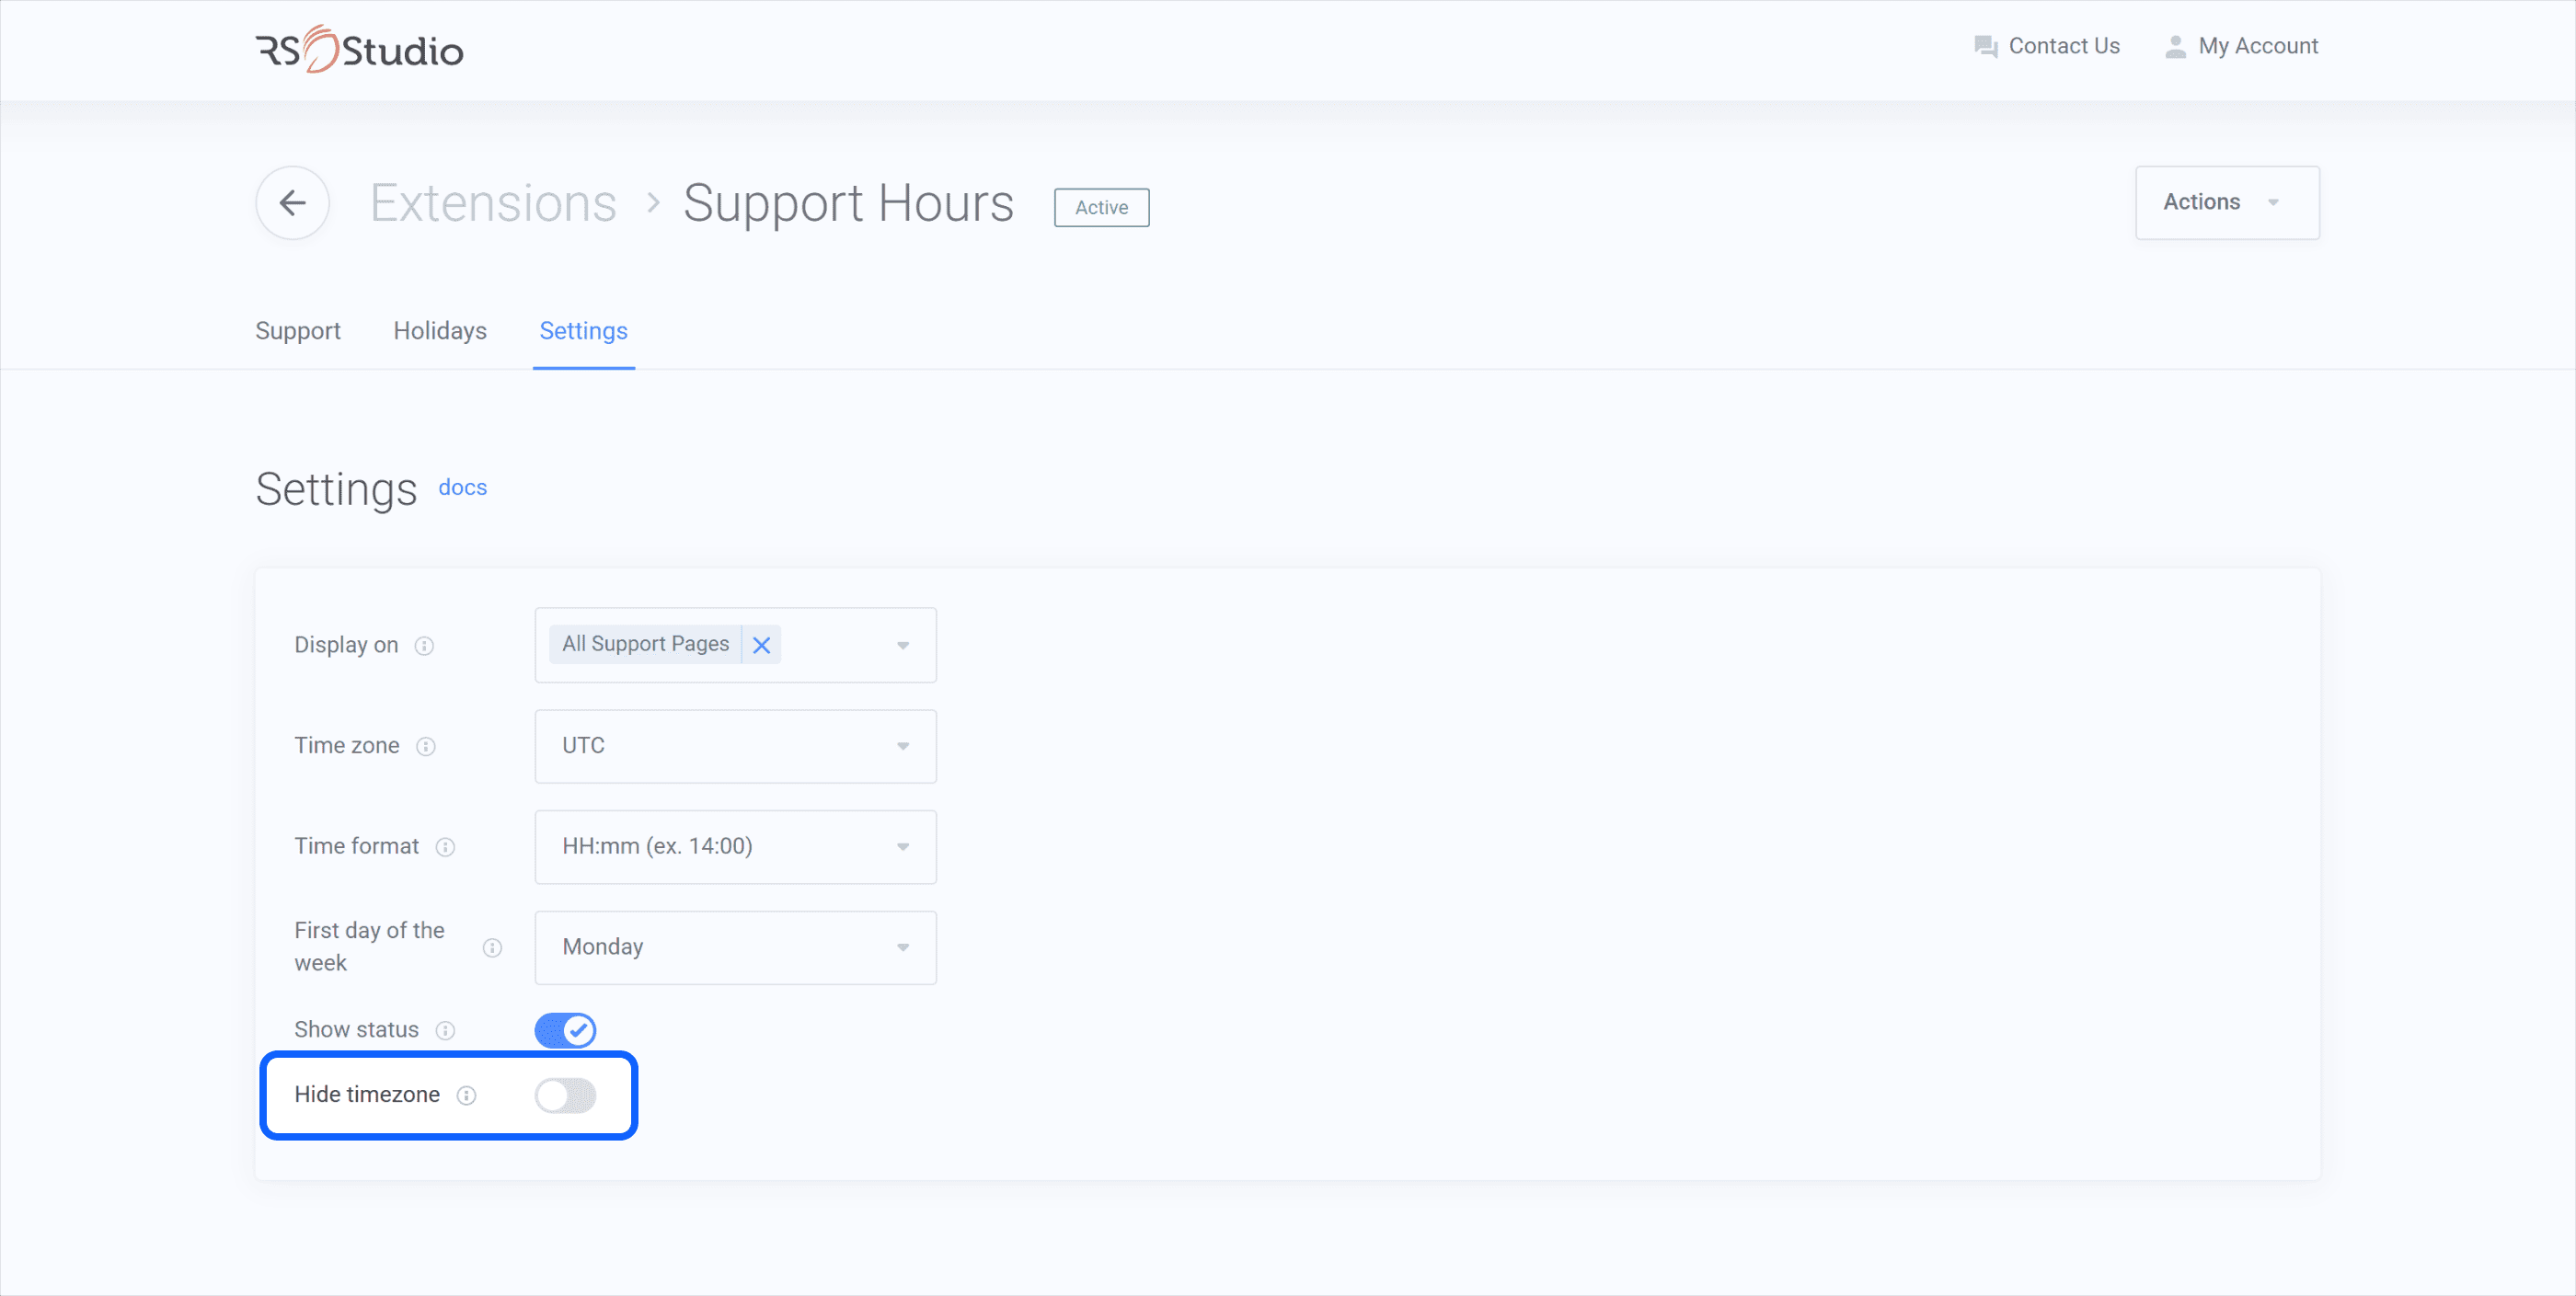 RS Studio
Contact Us
My Account
Extensions > Support Hours
Active
Actions
Support
Holidays
Settings
Settings
docs
Display on
All Support Pages
Time zone
UTC
Time format
HH:mm (ex. 14:00)
First day of the
week
Monday
Show status
Hide timezone